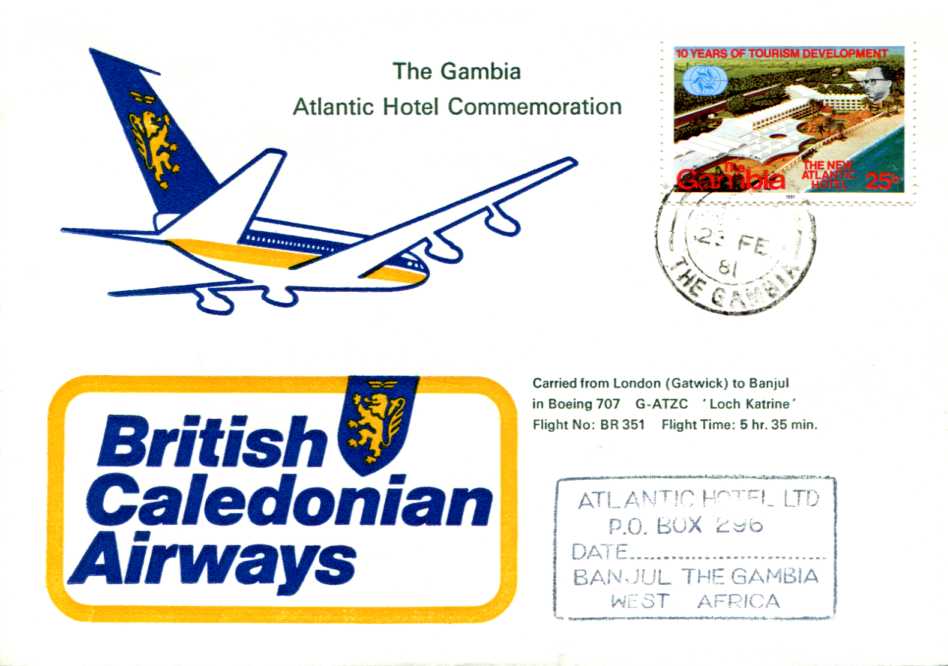 The Gambia
Atlantic Hotel Commemoration
10 YEARS OF TOURISM DEVELOPMENT
The Gambia
THE NEW
ATLANTIC
HOTEL
25b
1981
23 FE
81
THE GAMBIA
Carried from London (Gatwick) to Banjul
in Boeing 707 G-ATZC 'Loch Katrine'
Flight No: BR 351 Flight Time: 5 hr. 35 min.
British
Caledonian
Airways
ATLANTIC HOTEL LTD
P.O. BOX 296
DATE..............................
BANJUL THE GAMBIA
WEST AFRICA